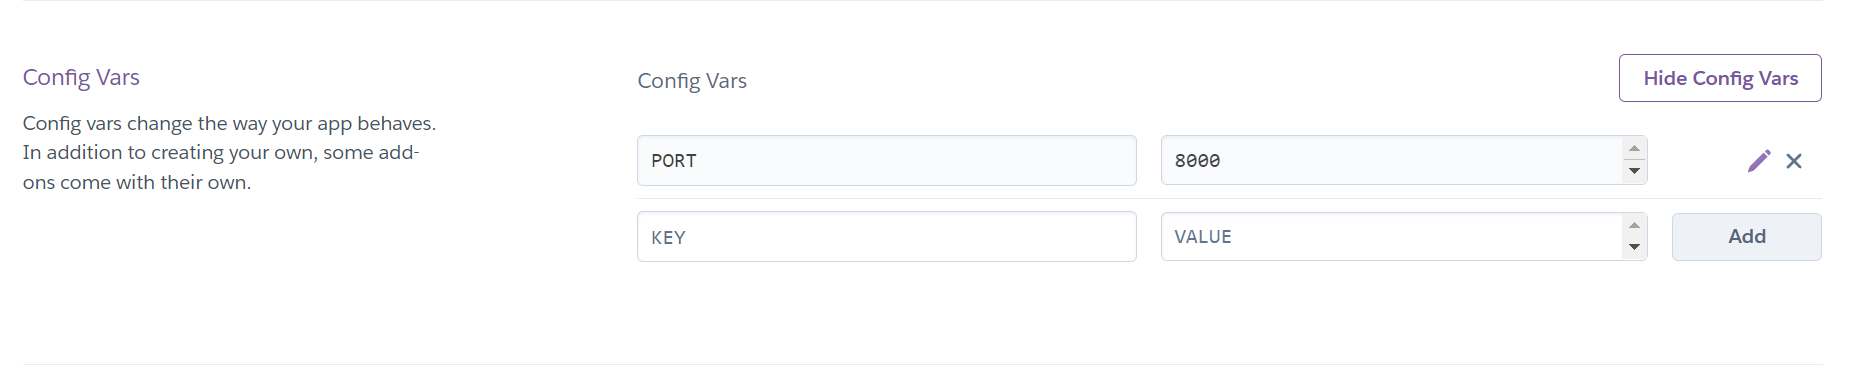 Config Vars
Config vars change the way your app behaves.
In addition to creating your own, some add-
ons come with their own.
Config Vars
Hide Config Vars
PORT
8000
KEY
VALUE
Add